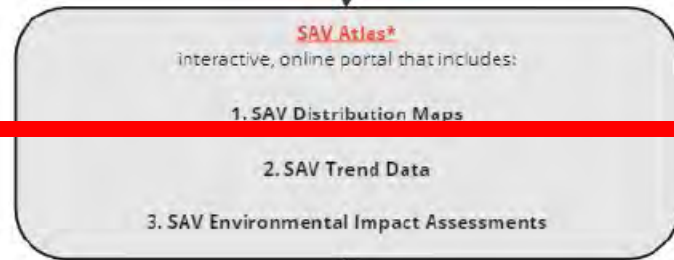 SAV Atlas*
interactive, online portal that includes:
1. SAV Distribution Maps
2. SAV Trend Data
3. SAV Environmental Impact Assessments